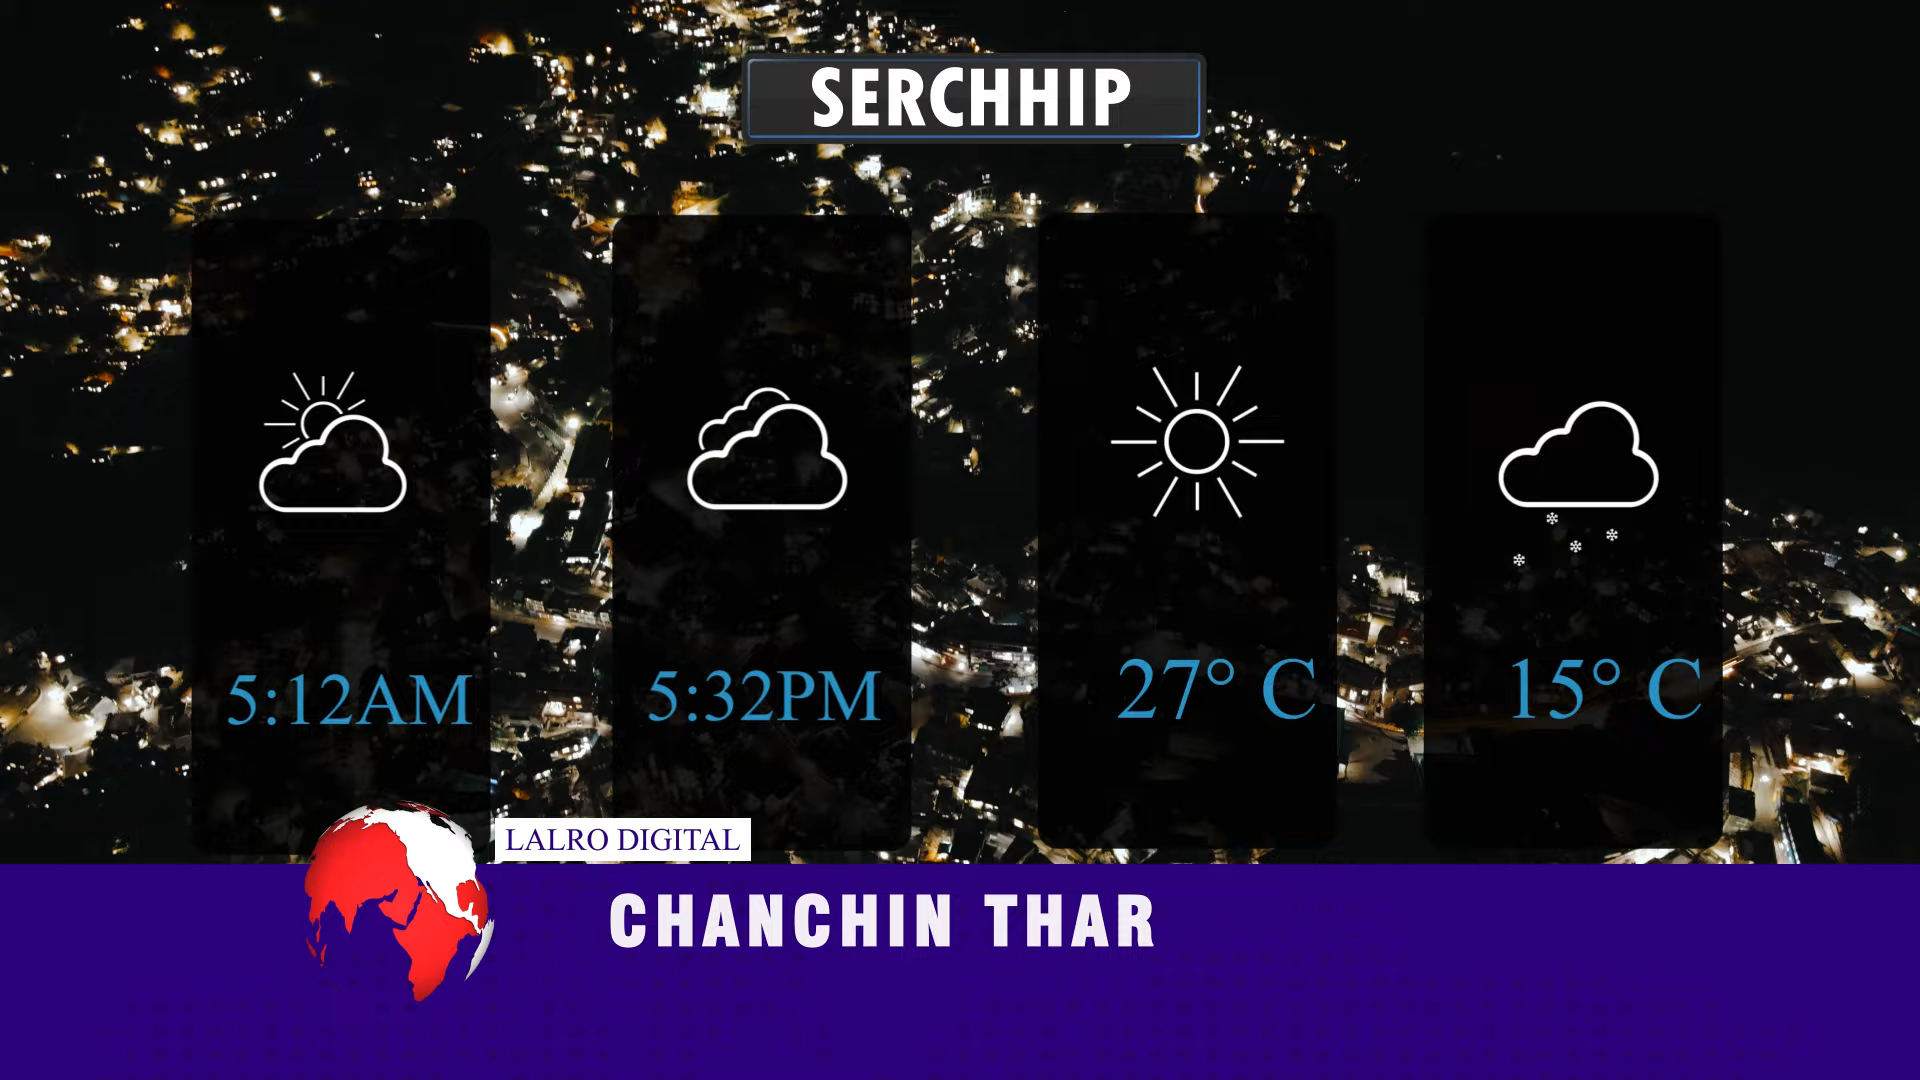 SERCHHIP
5:12AM
5:32PM
27° C
15° C
LALRO DIGITAL
CHANCHIN THAR